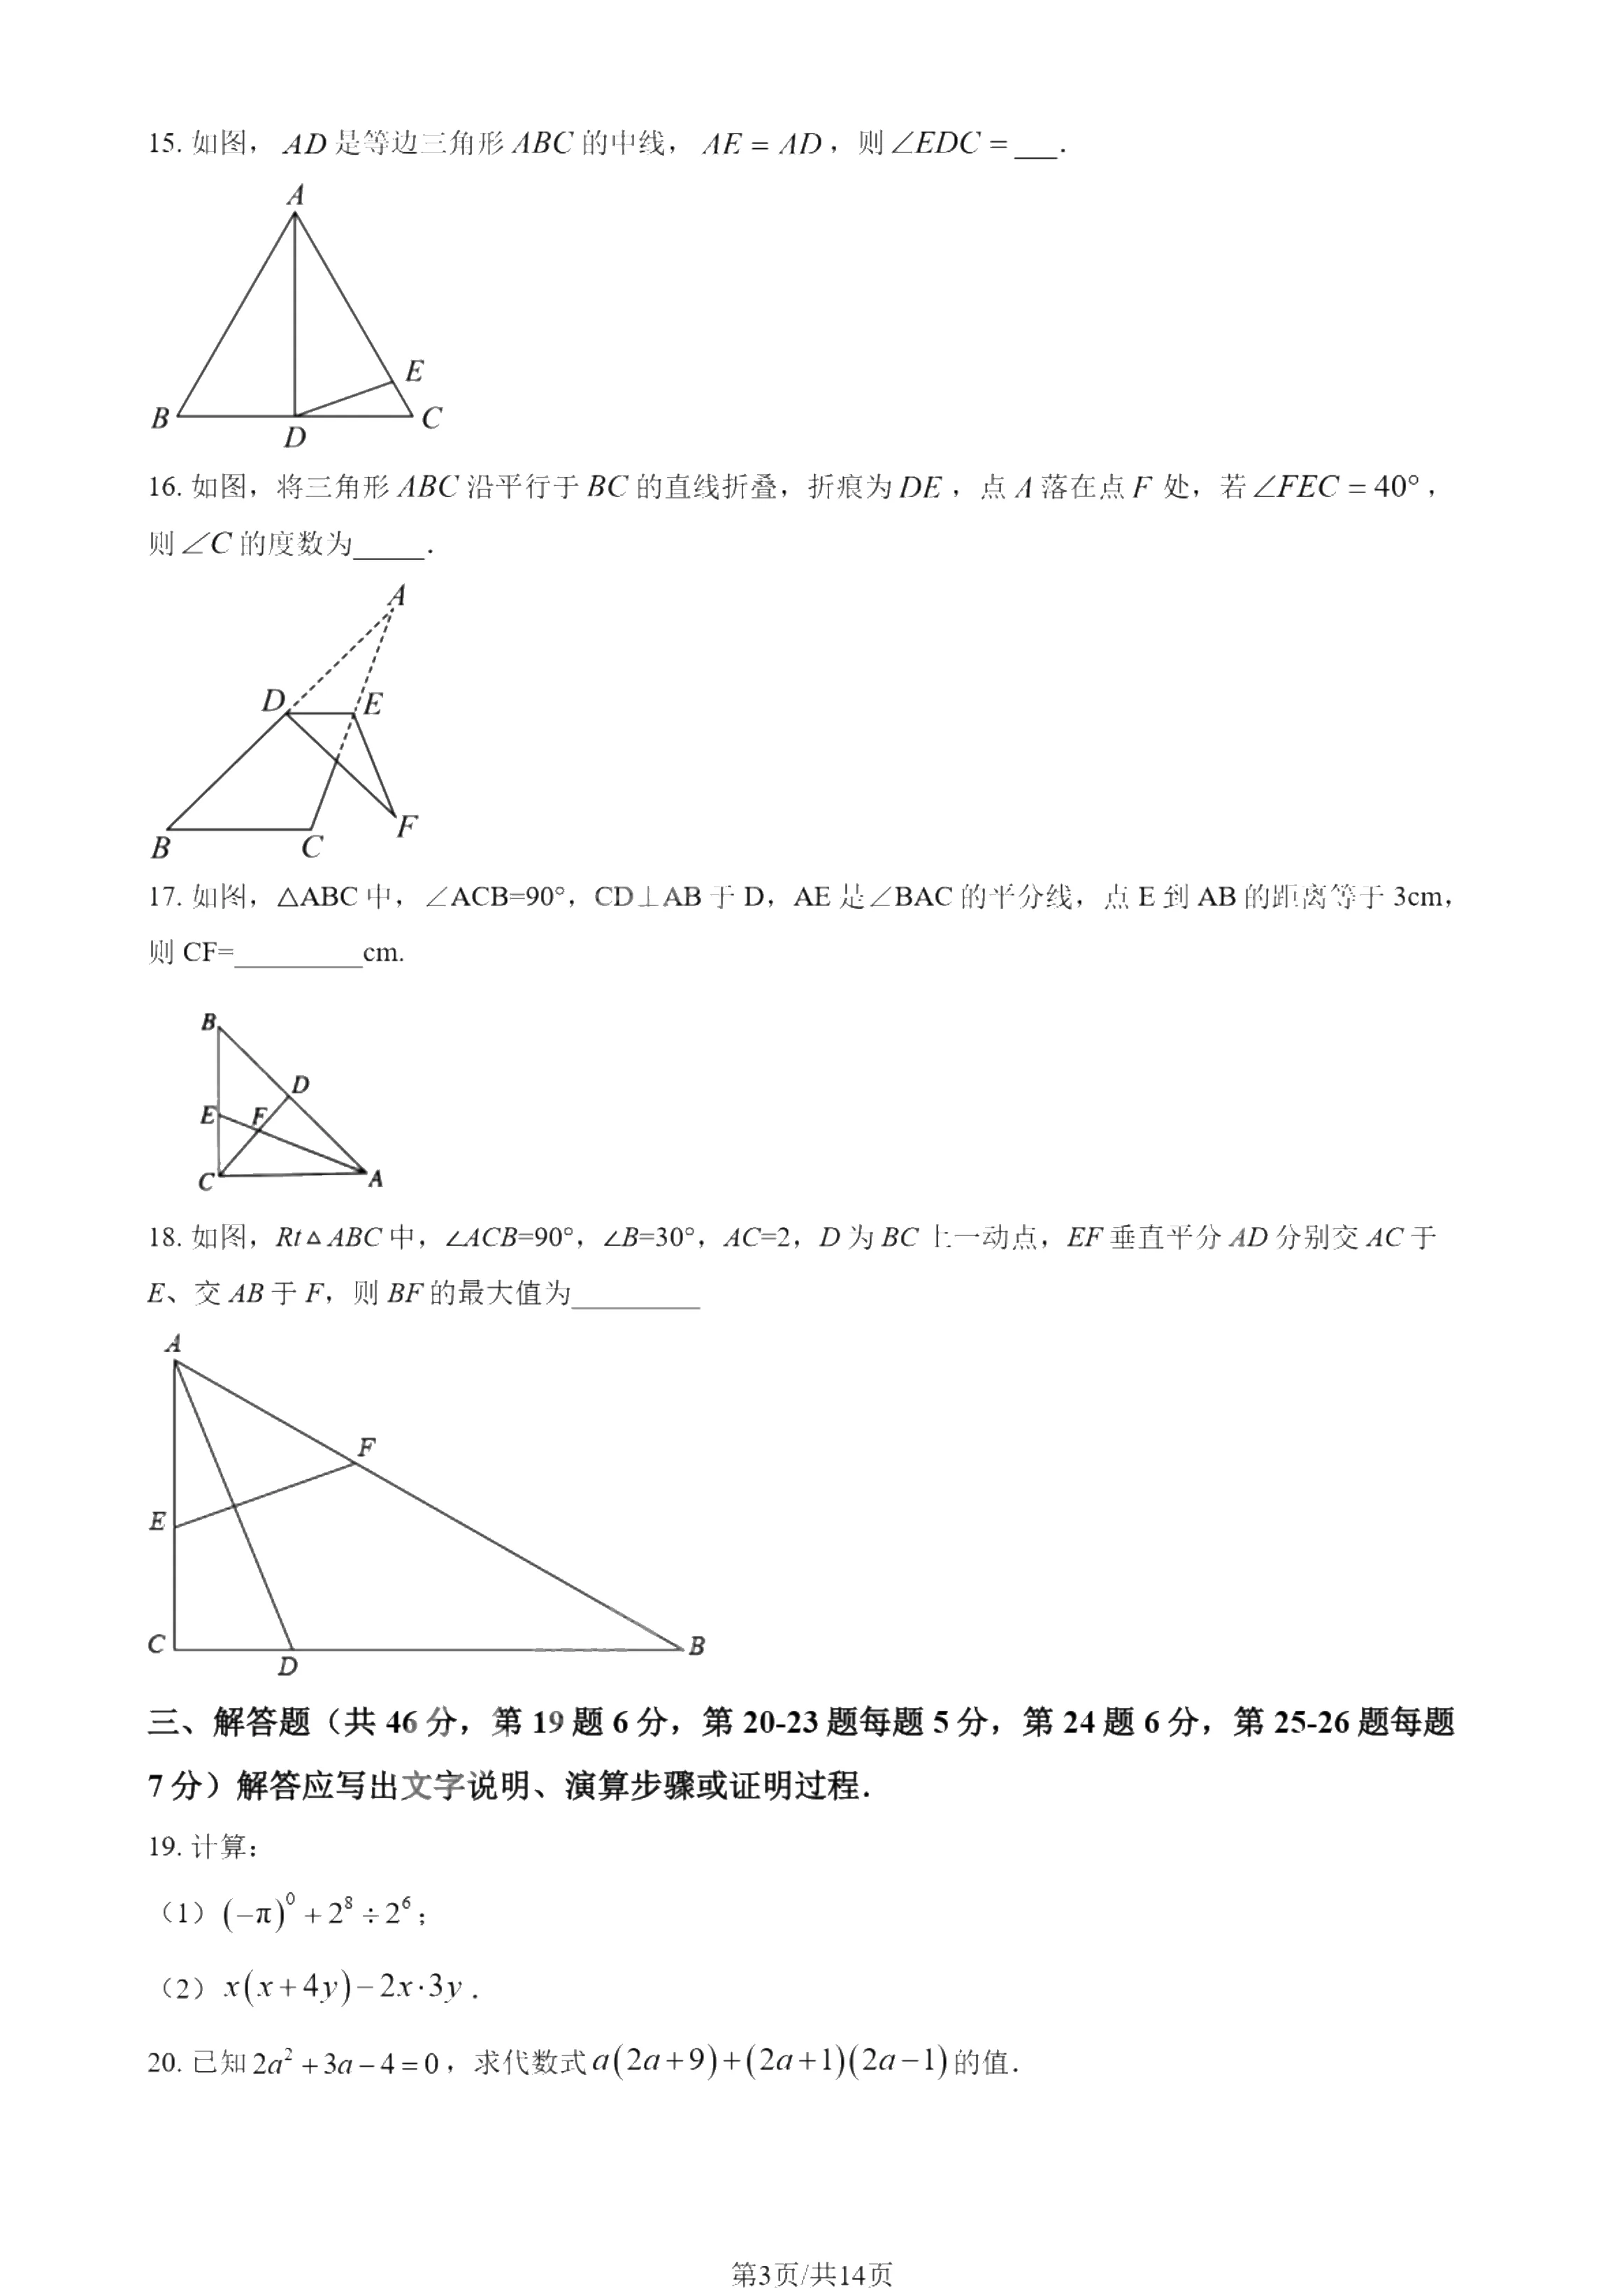 15. 如图， AD 是等边三角形 ABC 的中线， AE = AD ，则 ∠EDC = ___．
A
E
B
C
D
16. 如图，将三角形 ABC 沿平行于 BC 的直线折叠，折痕为 DE ，点 A 落在点 F 处，若 ∠FEC = 40° ，
则 ∠C 的度数为_____．
A
D
E
F
B
C
17. 如图，△ABC 中，∠ACB=90°，CD⊥AB 于 D，AE 是∠BAC 的平分线，点 E 到 AB 的距离等于 3cm，
则 CF=_________cm.
B
D
E
F
C
A
18. 如图，Rt△ABC 中，∠ACB=90°，∠B=30°，AC=2，D 为 BC 上一动点，EF 垂直平分 AD 分别交 AC 于
E、交 AB 于 F，则 BF 的最大值为_________
A
F
E
C
B
D
三、解答题（共 46 分，第 19 题 6 分，第 20-23 题每题 5 分，第 24 题 6 分，第 25-26 题每题
7 分）解答应写出文字说明、演算步骤或证明过程．
19. 计算：
（1）(−π)⁰ + 2⁸ ÷ 2⁶；
（2）x(x + 4y) − 2x·3y．
20. 已知 2a² + 3a − 4 = 0，求代数式 a(2a + 9) + (2a + 1)(2a − 1) 的值．
第3页/共14页